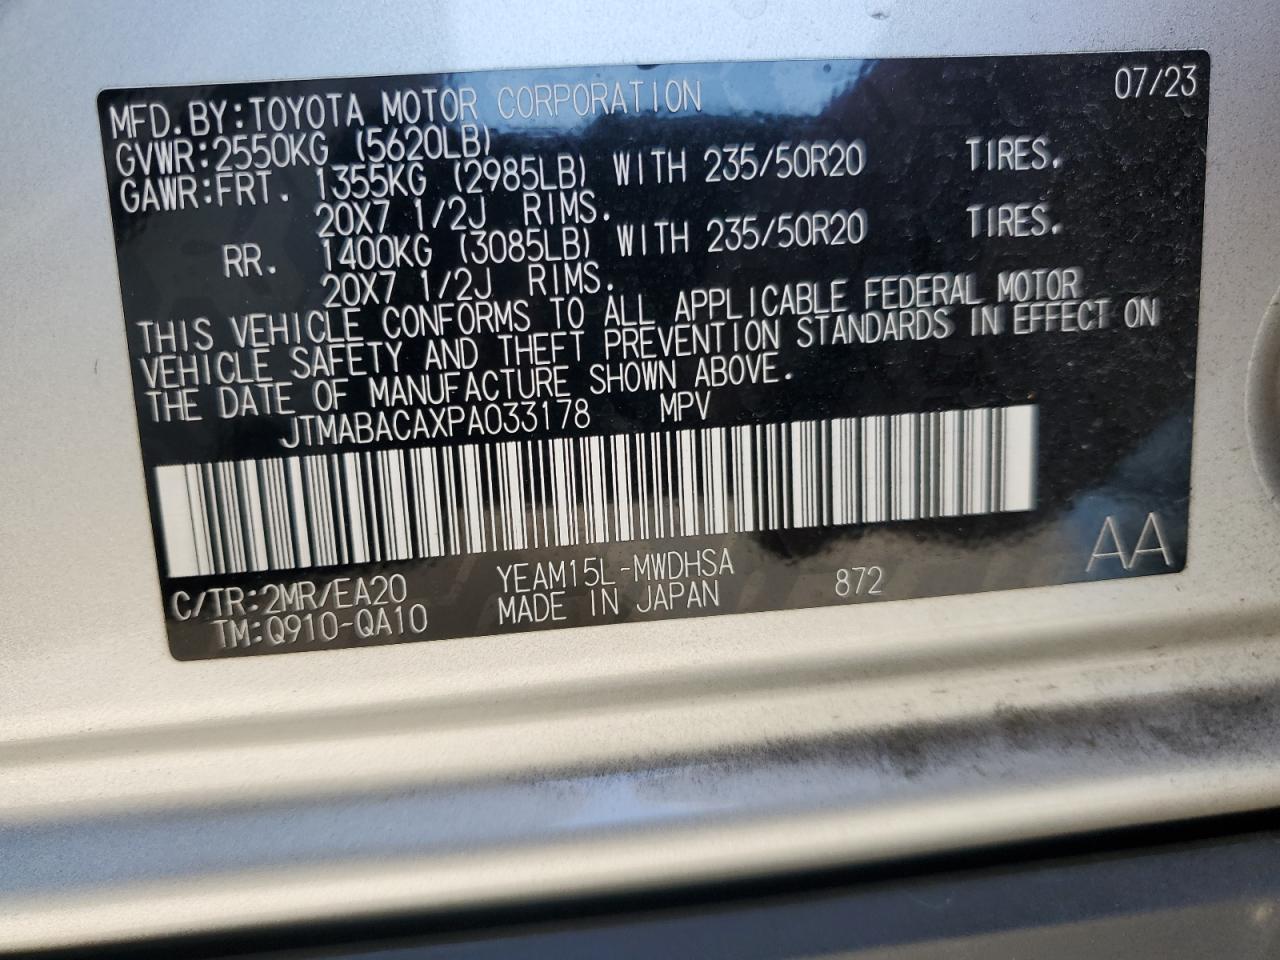 07/23
MFD.BY:TOYOTA MOTOR CORPORATION
GVWR:2550KG (5620LB)
GAWR:FRT. 1355KG (2985LB) WITH 235/50R20 TIRES.
20X7 1/2J RIMS.
RR. 1400KG (3085LB) WITH 235/50R20 TIRES.
20X7 1/2J RIMS.
THIS VEHICLE CONFORMS TO ALL APPLICABLE FEDERAL MOTOR
VEHICLE SAFETY AND THEFT PREVENTION STANDARDS IN EFFECT ON
THE DATE OF MANUFACTURE SHOWN ABOVE.
JTMABACAXPA033178 MPV
AA
C/TR:2MR/EA20 YEAM15L-MWDHSA 872
TM:Q910-QA10 MADE IN JAPAN